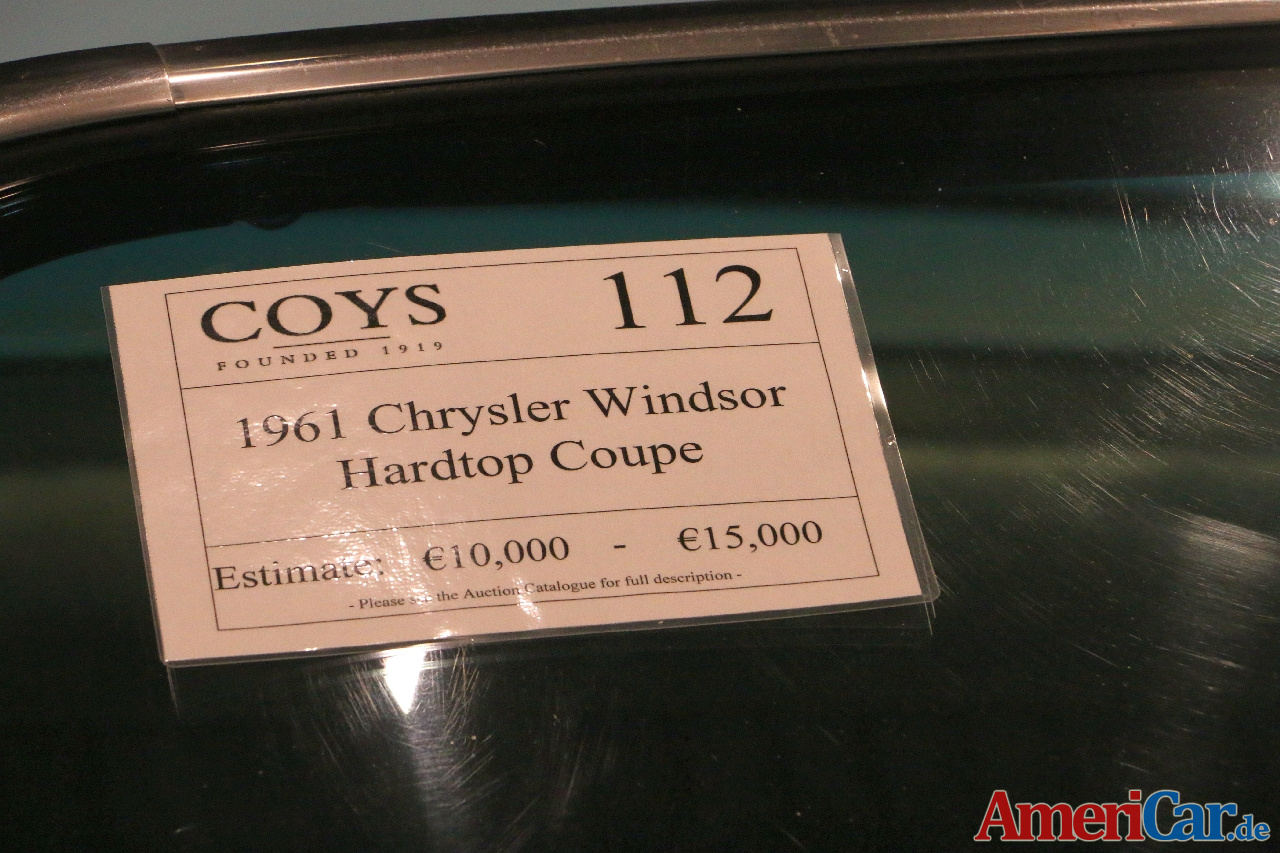 COYS 112
FOUNDED 1919
1961 Chrysler Windsor
Hardtop Coupe
Estimate: €10,000 - €15,000
- Please see the Auction Catalogue for full description -
AmeriCar.de